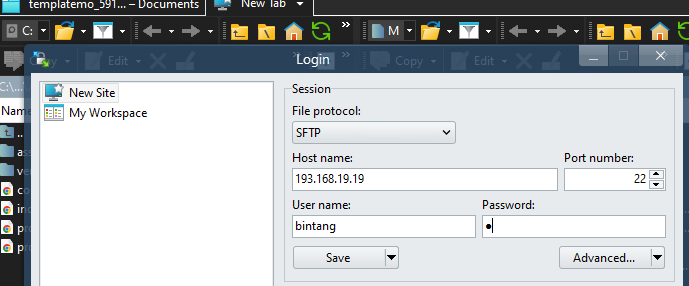 templatemo_591... – Documents
New Tab
C:
»
M
»
Login
Copy
Edit
Copy
Edit
C:\...
New Site
My Workspace
Session
File protocol:
SFTP
Host name:
Port number:
193.168.19.19
22
User name:
Password:
bintang
●
Save
Advanced...